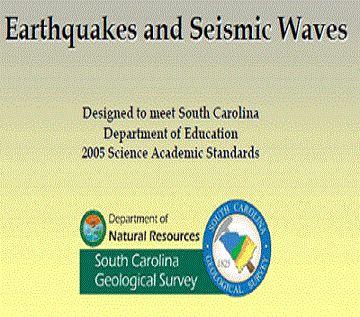 Earthquakes and Seismic Waves
Designed to meet South Carolina
Department of Education
2005 Science Academic Standards
Department of
Natural Resources
South Carolina
Geological Survey
SOUTH CAROLINA
GEOLOGICAL SURVEY
1825